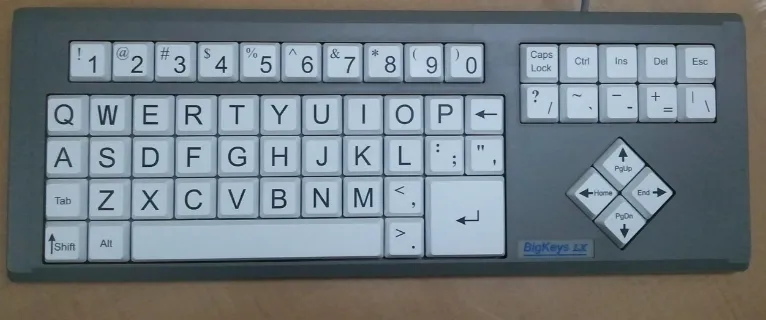 ! 1 @ 2 # 3 $ 4 % 5 ^ 6 & 7 * 8 ( 9 ) 0
Caps Lock Ctrl Ins Del Esc
? / ~ ` _ - + = | \
Q W E R T Y U I O P ←
A S D F G H J K L : ; " ,
Tab Z X C V B N M < ,
↑ Shift Alt > . ↵
↑ PgUp
← Home End →
PgDn ↓
BigKeys LX